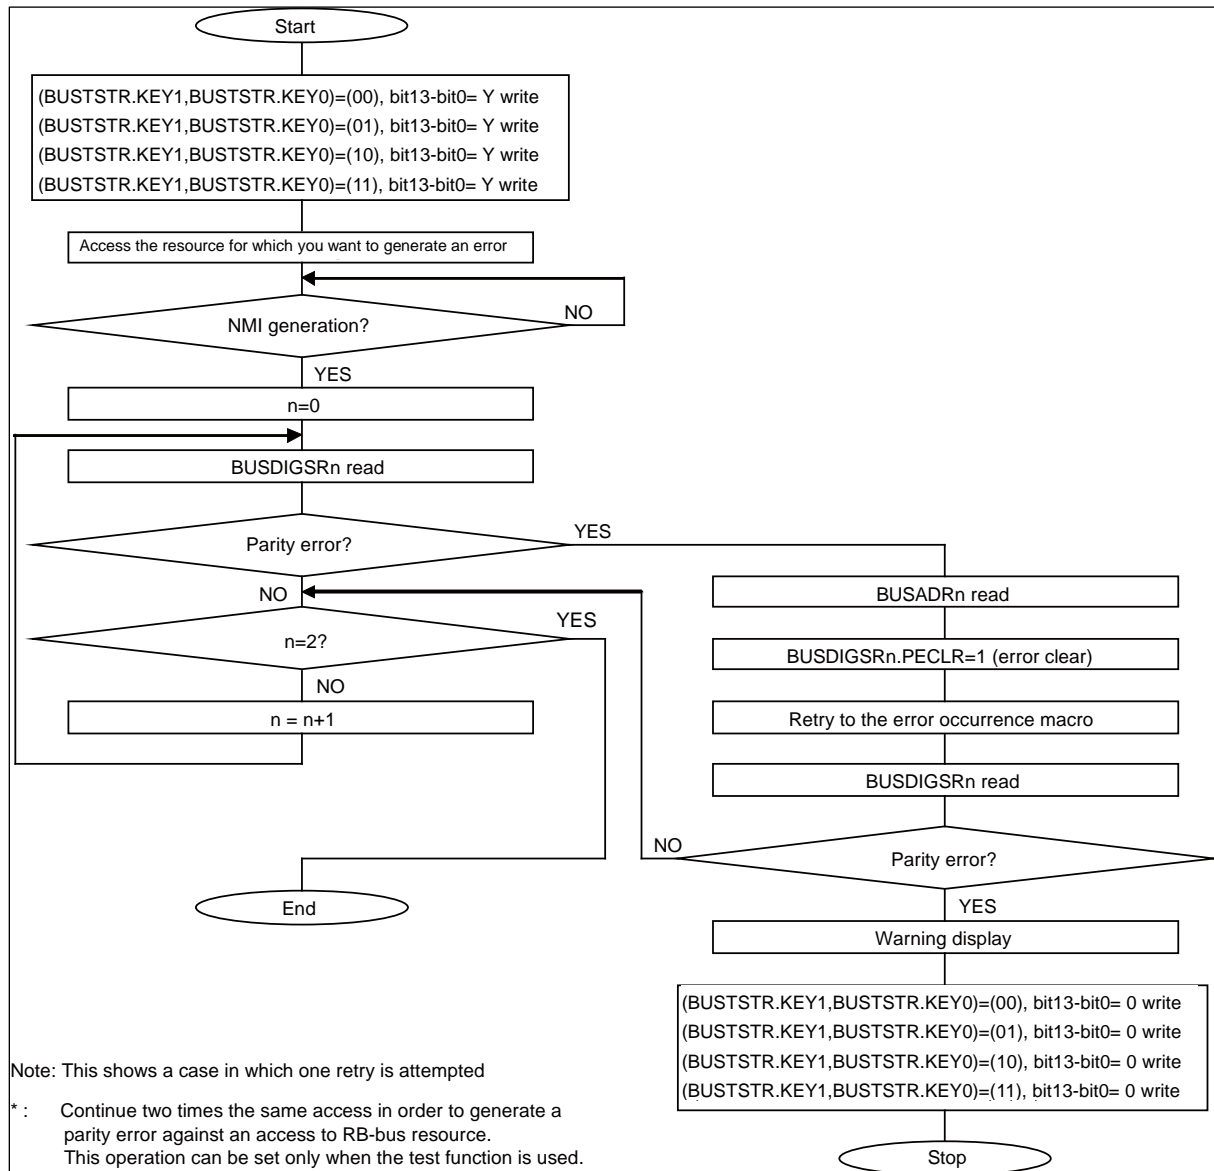 Start
(BUSTSTR.KEY1,BUSTSTR.KEY0)=(00), bit13-bit0= Y write
(BUSTSTR.KEY1,BUSTSTR.KEY0)=(01), bit13-bit0= Y write
(BUSTSTR.KEY1,BUSTSTR.KEY0)=(10), bit13-bit0= Y write
(BUSTSTR.KEY1,BUSTSTR.KEY0)=(11), bit13-bit0= Y write
Access the resource for which you want to generate an error
NMI generation?
NO
YES
n=0
BUSDIGSRn read
Parity error?
YES
NO
n=2?
YES
NO
n = n+1
End
BUSADRn read
BUSDIGSRn.PECLR=1 (error clear)
Retry to the error occurrence macro
BUSDIGSRn read
Parity error?
NO
YES
Warning display
(BUSTSTR.KEY1,BUSTSTR.KEY0)=(00), bit13-bit0= 0 write
(BUSTSTR.KEY1,BUSTSTR.KEY0)=(01), bit13-bit0= 0 write
(BUSTSTR.KEY1,BUSTSTR.KEY0)=(10), bit13-bit0= 0 write
(BUSTSTR.KEY1,BUSTSTR.KEY0)=(11), bit13-bit0= 0 write
Stop
Note: This shows a case in which one retry is attempted
* : Continue two times the same access in order to generate a
parity error against an access to RB-bus resource.
This operation can be set only when the test function is used.